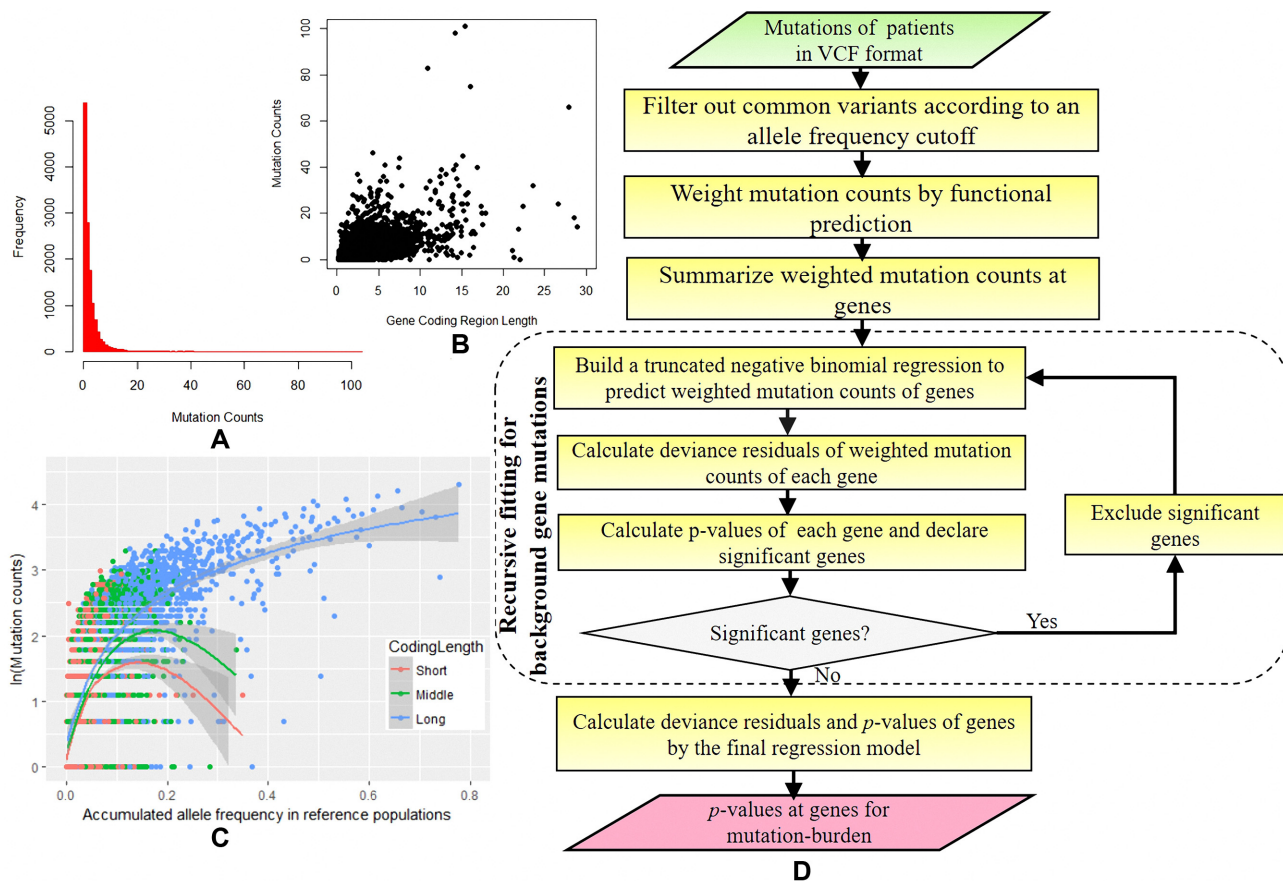 Frequency
5000
4000
3000
2000
1000
0
0
20
40
60
80
100
Mutation Counts
A
Mutation Counts
100
80
60
40
20
0
0
5
10
15
20
25
30
Gene Coding Region Length
B
ln(Mutation counts)
4
3
2
1
0
0.0
0.2
0.4
0.6
0.8
Accumulated allele frequency in reference populations
CodingLength
Short
Middle
Long
C
Mutations of patients
in VCF format
Filter out common variants according to an
allele frequency cutoff
Weight mutation counts by functional
prediction
Summarize weighted mutation counts at
genes
Recursive fitting for
background gene mutations
Build a truncated negative binomial regression to
predict weighted mutation counts of genes
Calculate deviance residuals of weighted mutation
counts of each gene
Calculate p-values of each gene and declare
significant genes
Exclude significant
genes
Significant genes?
Yes
No
Calculate deviance residuals and p-values of genes
by the final regression model
p-values at genes for
mutation-burden
D